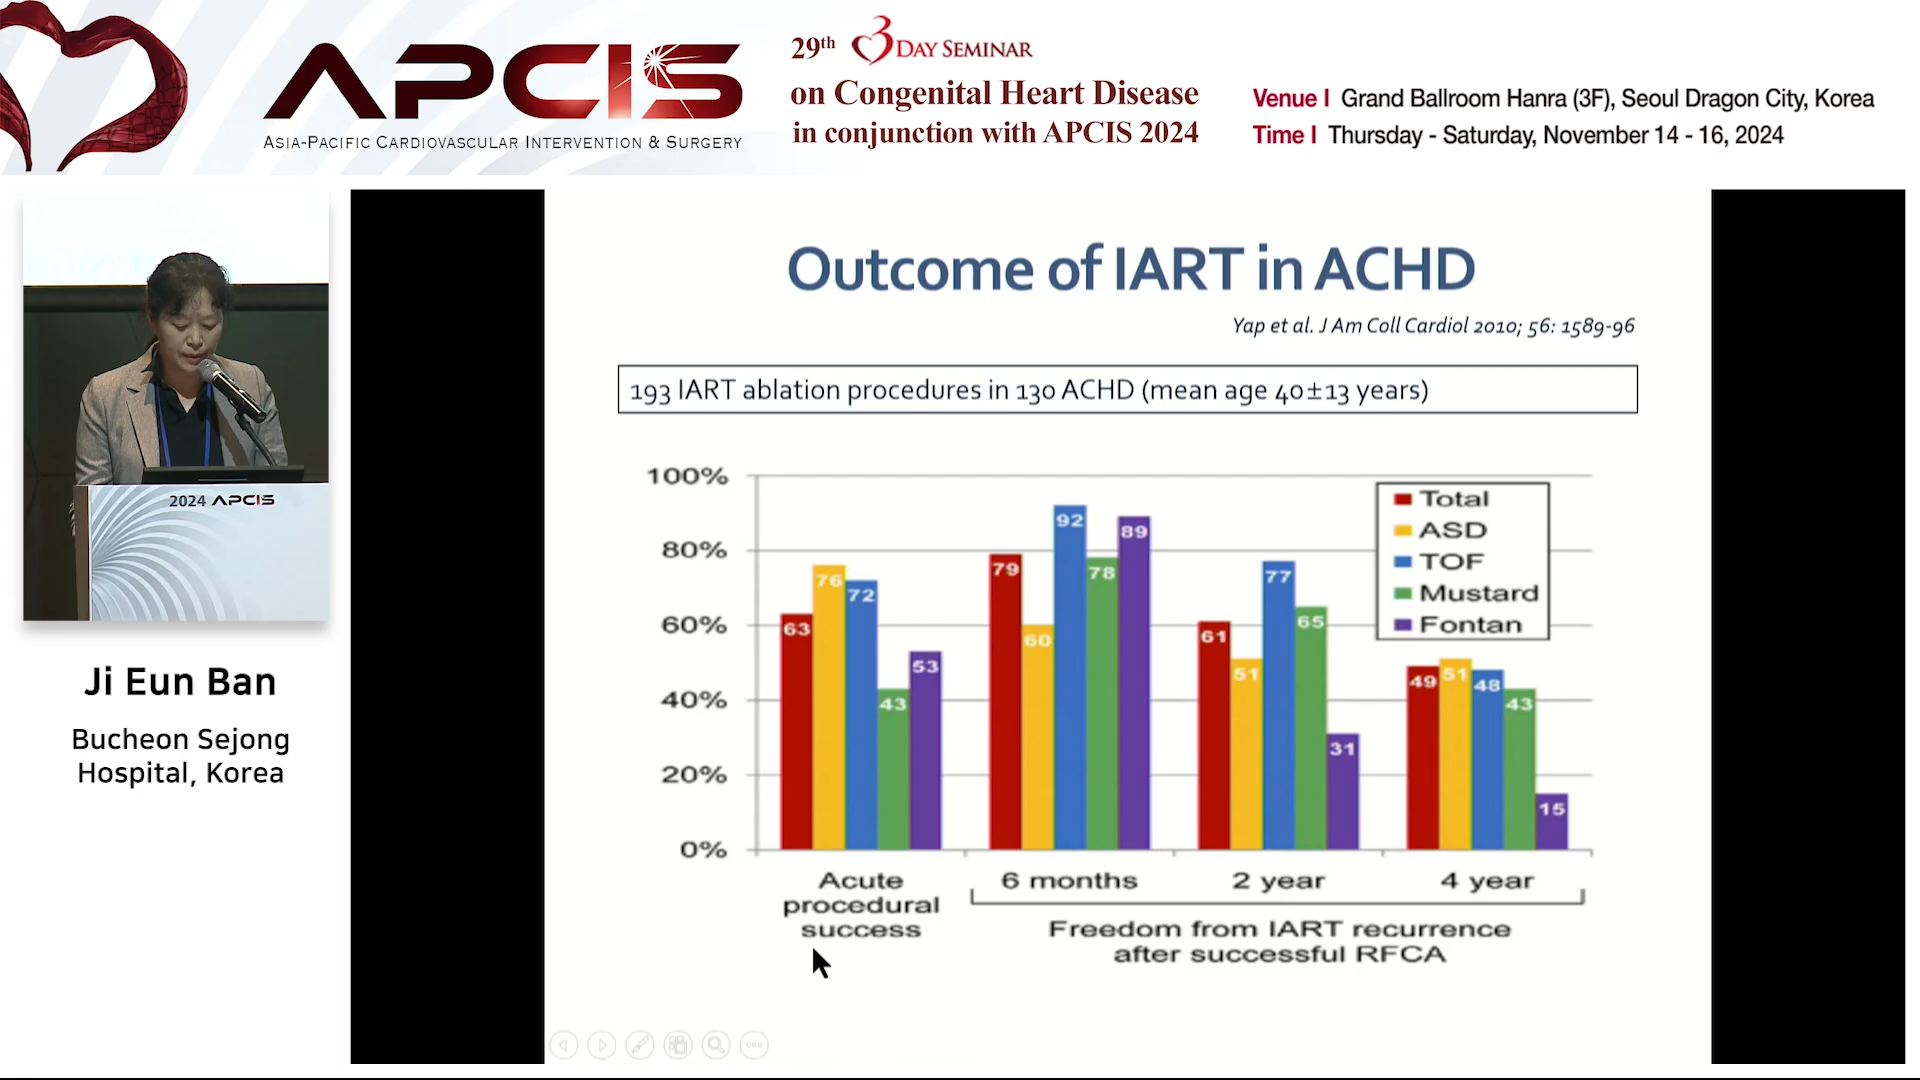 APCIS
ASIA-PACIFIC CARDIOVASCULAR INTERVENTION & SURGERY
29th 3 DAY SEMINAR
on Congenital Heart Disease
in conjunction with APCIS 2024
Venue I Grand Ballroom Hanra (3F), Seoul Dragon City, Korea
Time I Thursday - Saturday, November 14 - 16, 2024
2024 APCIS
Ji Eun Ban
Bucheon Sejong
Hospital, Korea
Outcome of IART in ACHD
Yap et al. J Am Coll Cardiol 2010; 56: 1589-96
193 IART ablation procedures in 130 ACHD (mean age 40±13 years)
100%
80%
60%
40%
20%
0%
Total
ASD
TOF
Mustard
Fontan
63 76 72 43 53
79 60 92 78 89
61 51 77 65 31
49 51 48 43 15
Acute
procedural
success
6 months
2 year
4 year
Freedom from IART recurrence
after successful RFCA